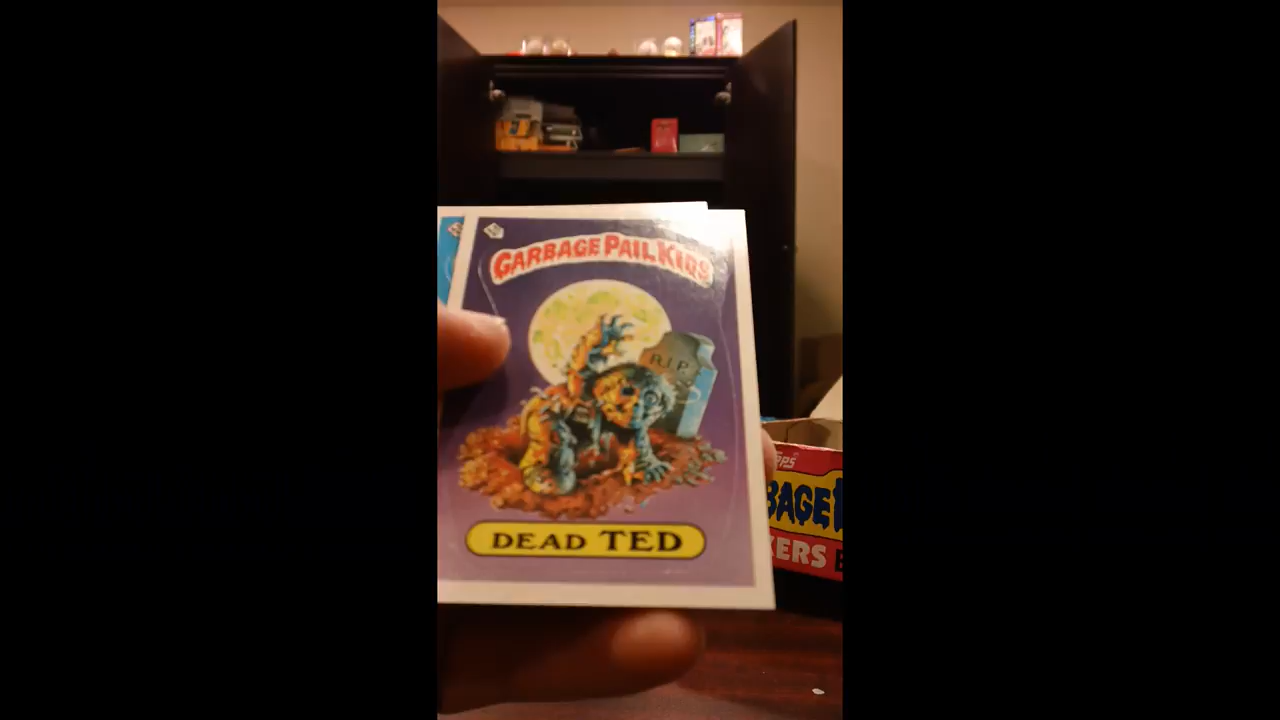 GARBAGE PAIL KIDS
R.I.P.
DEAD TED
BAGE
KERS